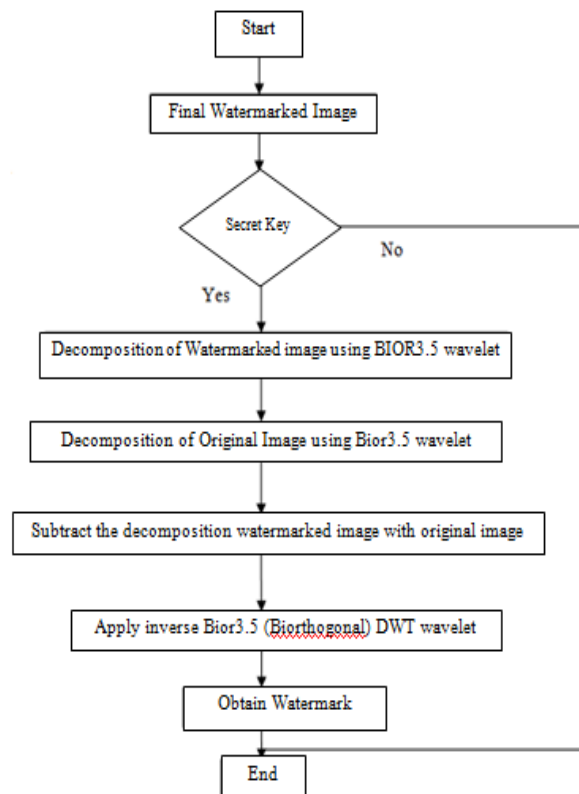 Start
Final Watermarked Image
Secret Key
No
Yes
Decomposition of Watermarked image using BIOR3.5 wavelet
Decomposition of Original Image using Bior3.5 wavelet
Subtract the decomposition watermarked image with original image
Apply inverse Bior3.5 (Biorthogonal) DWT wavelet
Obtain Watermark
End